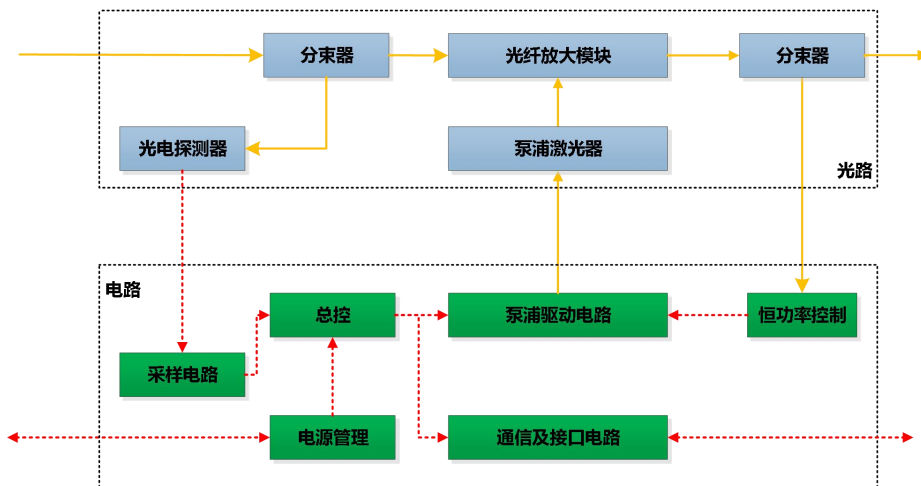 分束器
光纤放大模块
分束器
光电探测器
泵浦激光器
光路
电路
总控
泵浦驱动电路
恒功率控制
采样电路
电源管理
通信及接口电路